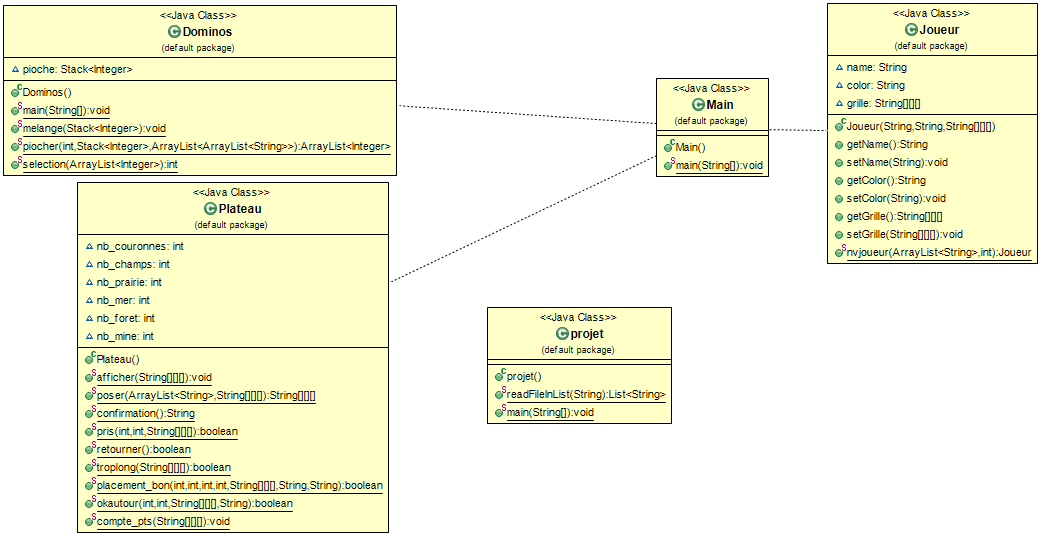 <<Java Class>>
Dominos
(default package)
pioche: Stack<Integer>
Dominos()
main(String[]):void
melange(Stack<Integer>):void
piocher(int,Stack<Integer>,ArrayList<ArrayList<String>>):ArrayList<Integer>
selection(ArrayList<Integer>):int
<<Java Class>>
Plateau
(default package)
nb_couronnes: int
nb_champs: int
nb_prairie: int
nb_mer: int
nb_foret: int
nb_mine: int
Plateau()
afficher(String[][][]):void
poser(ArrayList<String>,String[][][]):String[][][]
confirmation():String
pris(int,int,String[][][]):boolean
retourner():boolean
troplong(String[][][]):boolean
placement_bon(int,int,int,int,String[][][],String,String):boolean
okautour(int,int,String[][][],String):boolean
compte_pts(String[][][]):void
<<Java Class>>
Main
(default package)
Main()
main(String[]):void
<<Java Class>>
projet
(default package)
projet()
readFileInList(String):List<String>
main(String[]):void
<<Java Class>>
Joueur
(default package)
name: String
color: String
grille: String[][][]
Joueur(String,String,String[][][])
getName():String
setName(String):void
getColor():String
setColor(String):void
getGrille():String[][][]
setGrille(String[][][]):void
nvjoueur(ArrayList<String>,int):Joueur